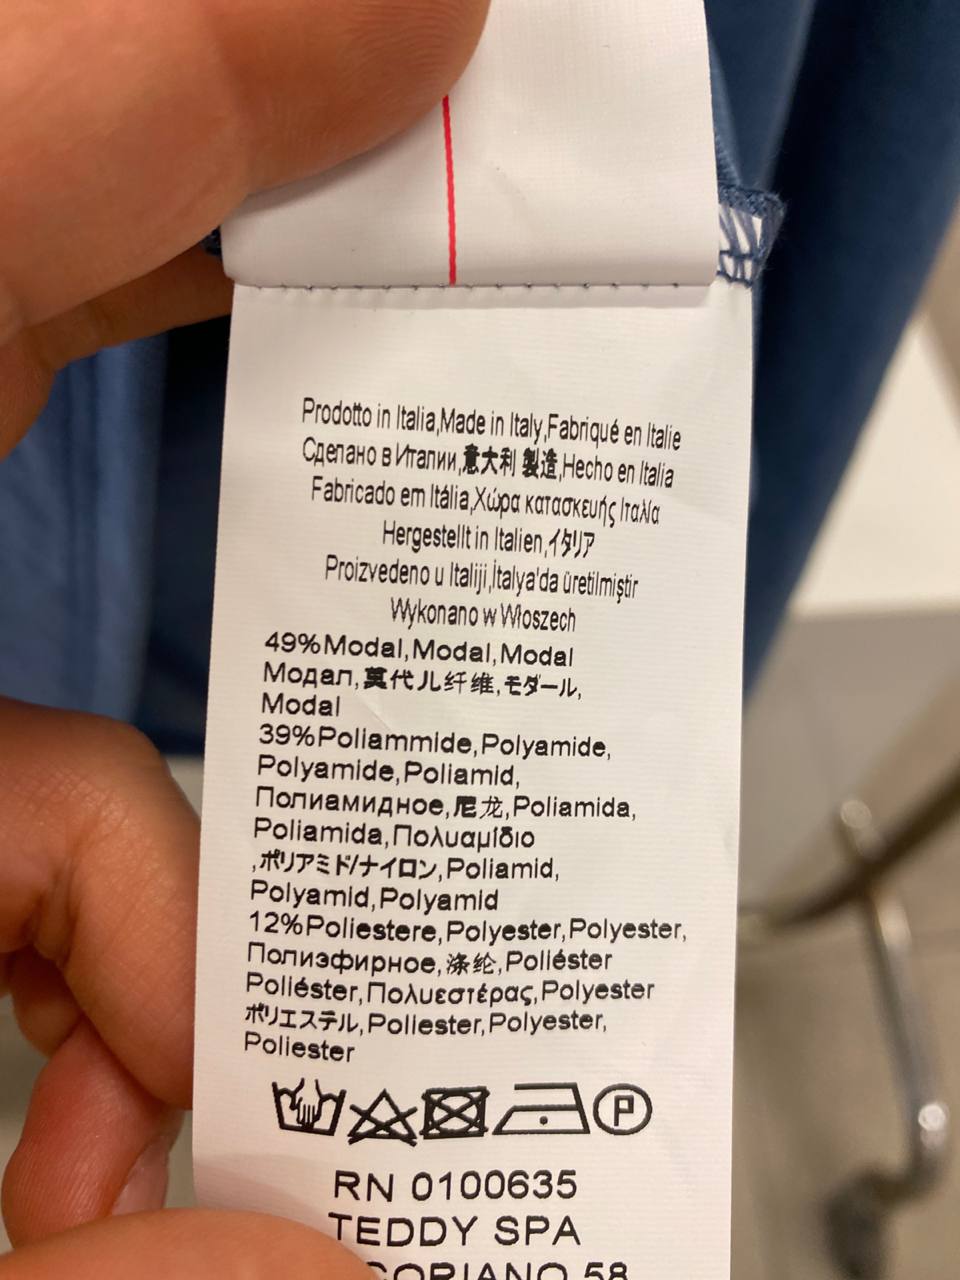 Prodotto in Italia,Made in Italy,Fabriqué en Italie
Сделано в Италии,意大利 製造,Hecho en Italia
Fabricado em Itália,Χώρα κατασκευής Ιταλία
Hergestellt in Italien,イタリア
Proizvedeno u Italiji,İtalya'da üretilmiştir
Wykonano w Włoszech
49%Modal,Modal,Modal
Модал,莫代儿纤维,モダール,
Modal
39%Poliammide,Polyamide,
Polyamide,Poliamid,
Полиамидное,尼龙,Poliamida,
Poliamida,Πολυαμίδιο
,ポリアミド/ナイロン,Poliamid,
Polyamid,Polyamid
12%Poliestere,Polyester,Polyester,
Полиэфирное,涤纶,Poliéster
Poliéster,Πολυεστέρας,Polyester
ポリエステル,Poliester,Polyester,
Poliester
P
RN 0100635
TEDDY SPA
CORIANO 58